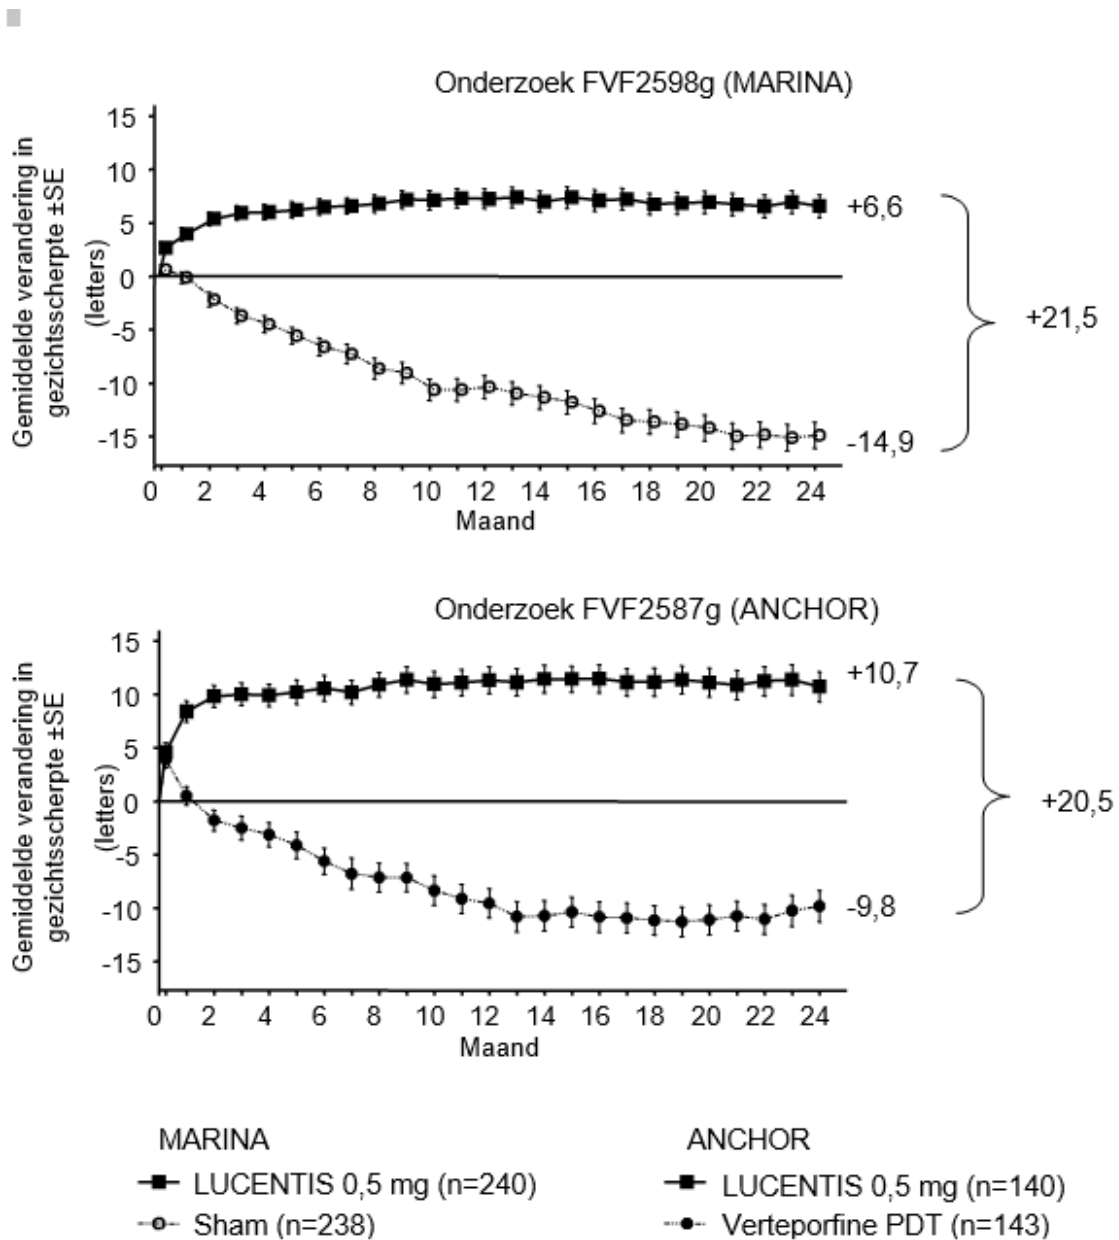 Onderzoek FVF2598g (MARINA)
Gemiddelde verandering in
gezichtsscherpte ±SE
(letters)
15
10
5
0
-5
-10
-15
+6,6
-14,9
+21,5
0 2 4 6 8 10 12 14 16 18 20 22 24
Maand
Onderzoek FVF2587g (ANCHOR)
Gemiddelde verandering in
gezichtsscherpte ±SE
(letters)
15
10
5
0
-5
-10
-15
+10,7
-9,8
+20,5
0 2 4 6 8 10 12 14 16 18 20 22 24
Maand
MARINA
LUCENTIS 0,5 mg (n=240)
Sham (n=238)
ANCHOR
LUCENTIS 0,5 mg (n=140)
Verteporfine PDT (n=143)